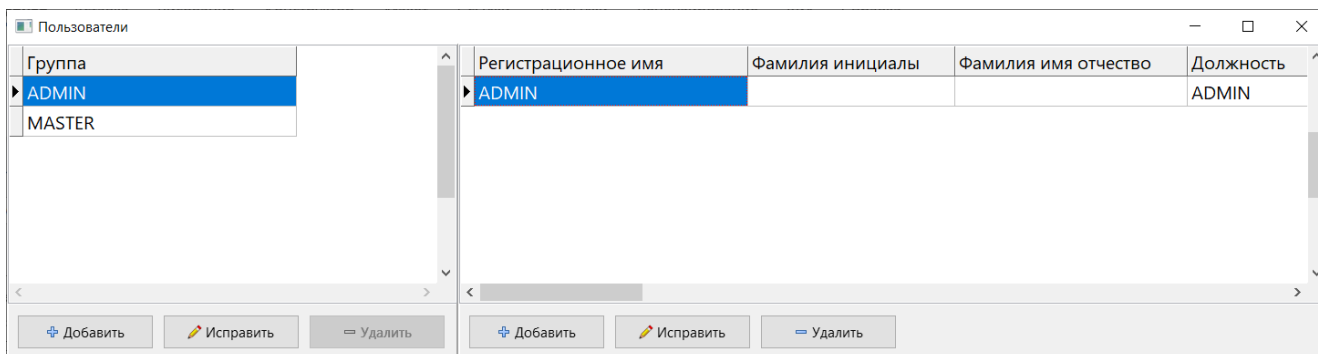 Пользователи
Группа
ADMIN
MASTER
Регистрационное имя Фамилия инициалы Фамилия имя отчество Должность
ADMIN ADMIN
Добавить Исправить Удалить
Добавить Исправить Удалить